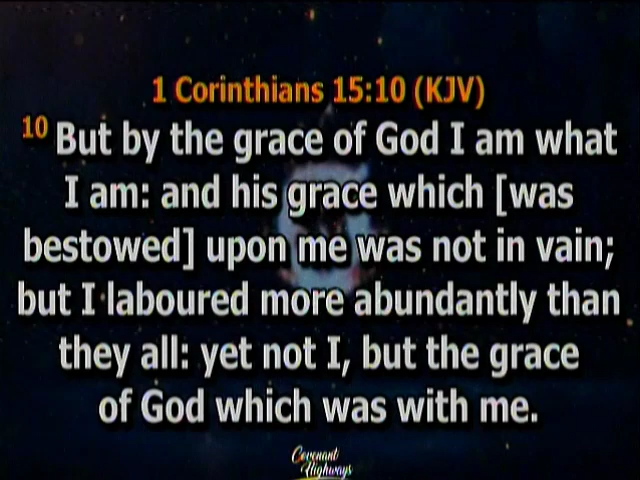 1 Corinthians 15:10 (KJV)
10 But by the grace of God I am what
I am: and his grace which [was
bestowed] upon me was not in vain;
but I laboured more abundantly than
they all: yet not I, but the grace
of God which was with me.
Covenant
Highways